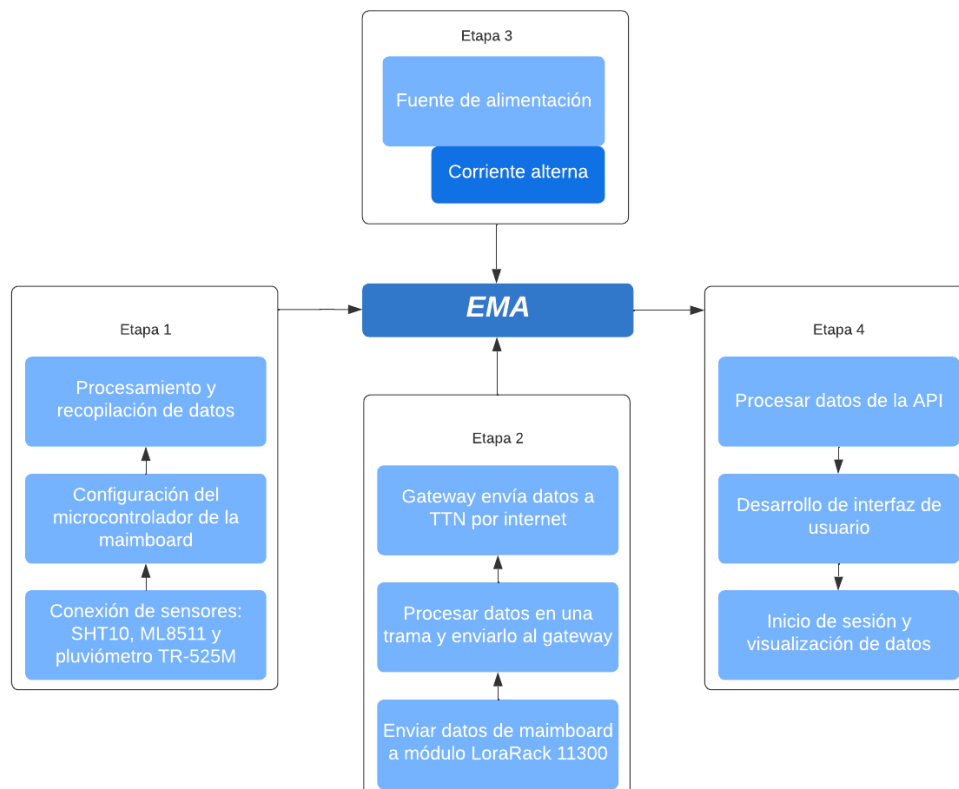 Etapa 3
Fuente de alimentación
Corriente alterna
EMA
Etapa 1
Procesamiento y
recopilación de datos
Configuración del
microcontrolador de la
maimboard
Conexión de sensores:
SHT10, ML8511 y
pluviómetro TR-525M
Etapa 2
Gateway envía datos a
TTN por internet
Procesar datos en una
trama y enviarlo al gateway
Enviar datos de maimboard
a módulo LoraRack 11300
Etapa 4
Procesar datos de la API
Desarrollo de interfaz de
usuario
Inicio de sesión y
visualización de datos